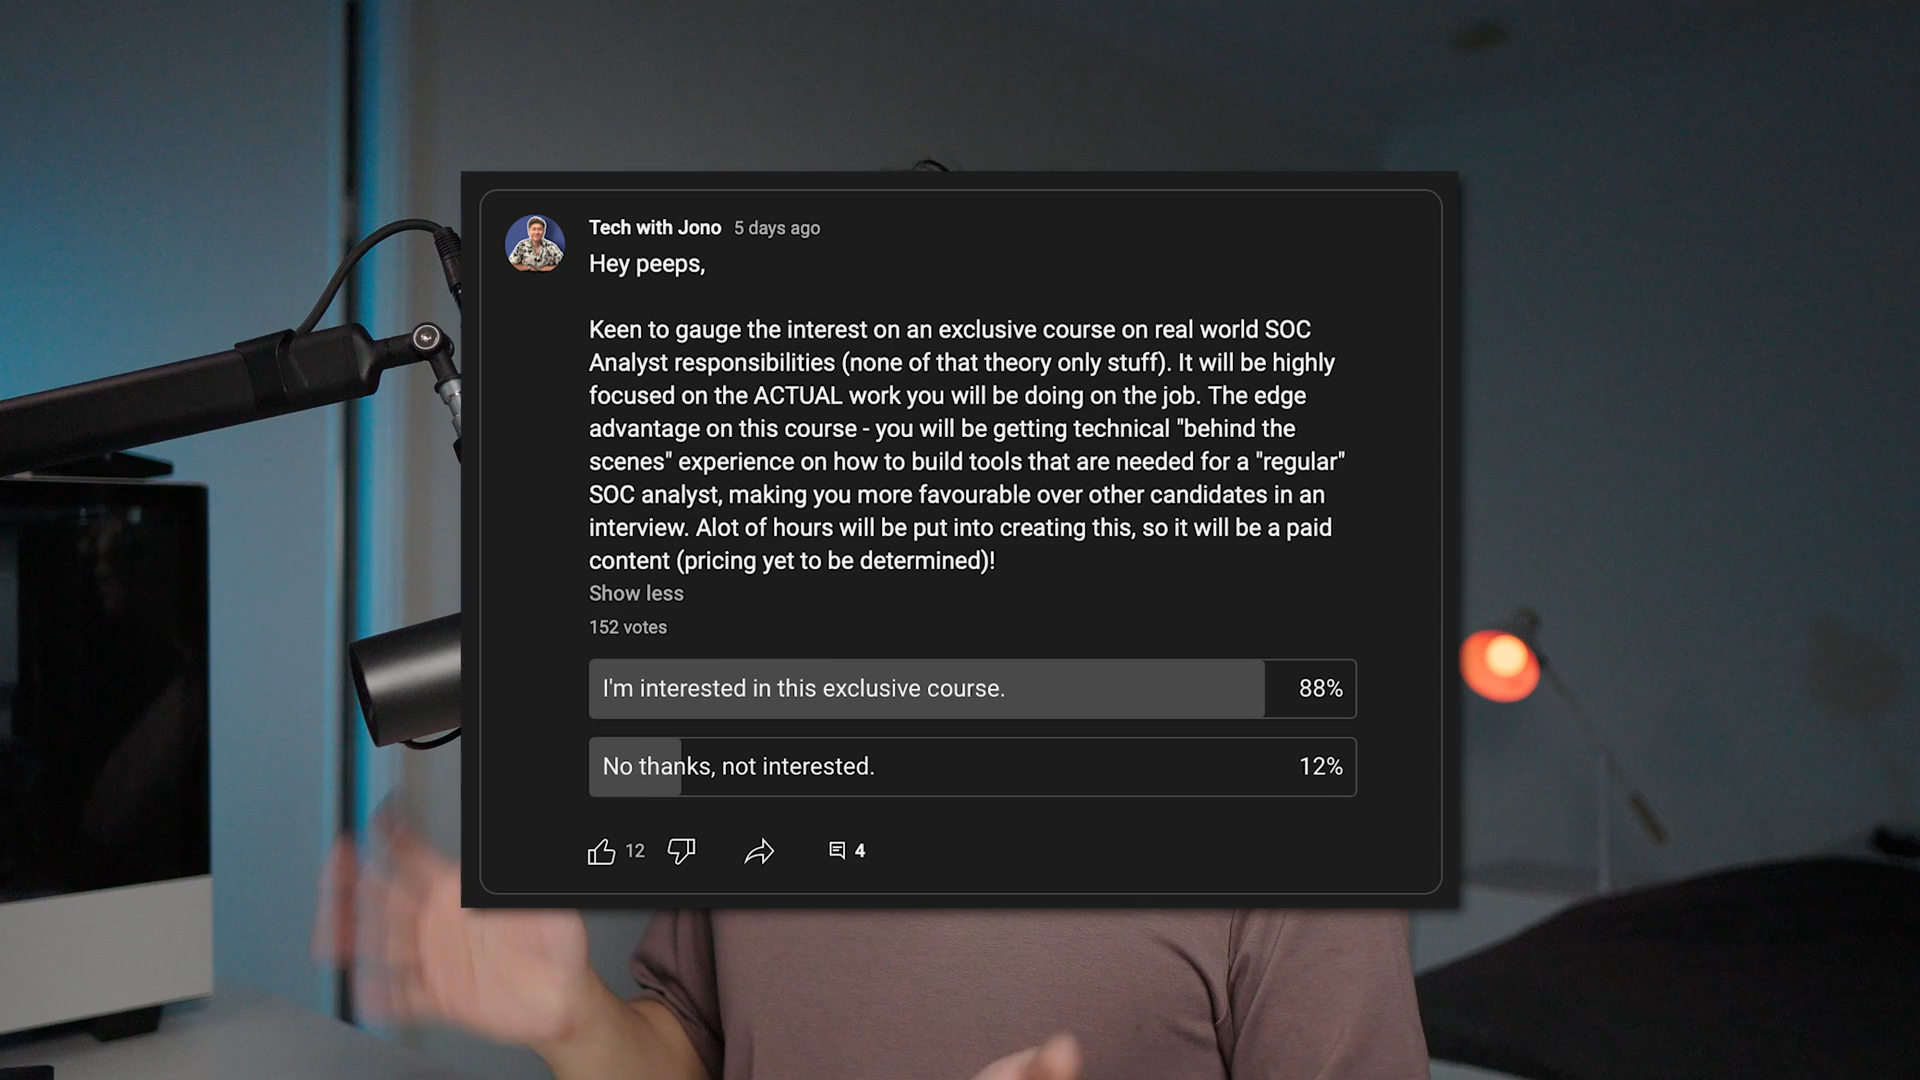 Tech with Jono 5 days ago
Hey peeps,
Keen to gauge the interest on an exclusive course on real world SOC
Analyst responsibilities (none of that theory only stuff). It will be highly
focused on the ACTUAL work you will be doing on the job. The edge
advantage on this course - you will be getting technical "behind the
scenes" experience on how to build tools that are needed for a "regular"
SOC analyst, making you more favourable over other candidates in an
interview. Alot of hours will be put into creating this, so it will be a paid
content (pricing yet to be determined)!
Show less
152 votes
I'm interested in this exclusive course. 88%
No thanks, not interested. 12%
12 4